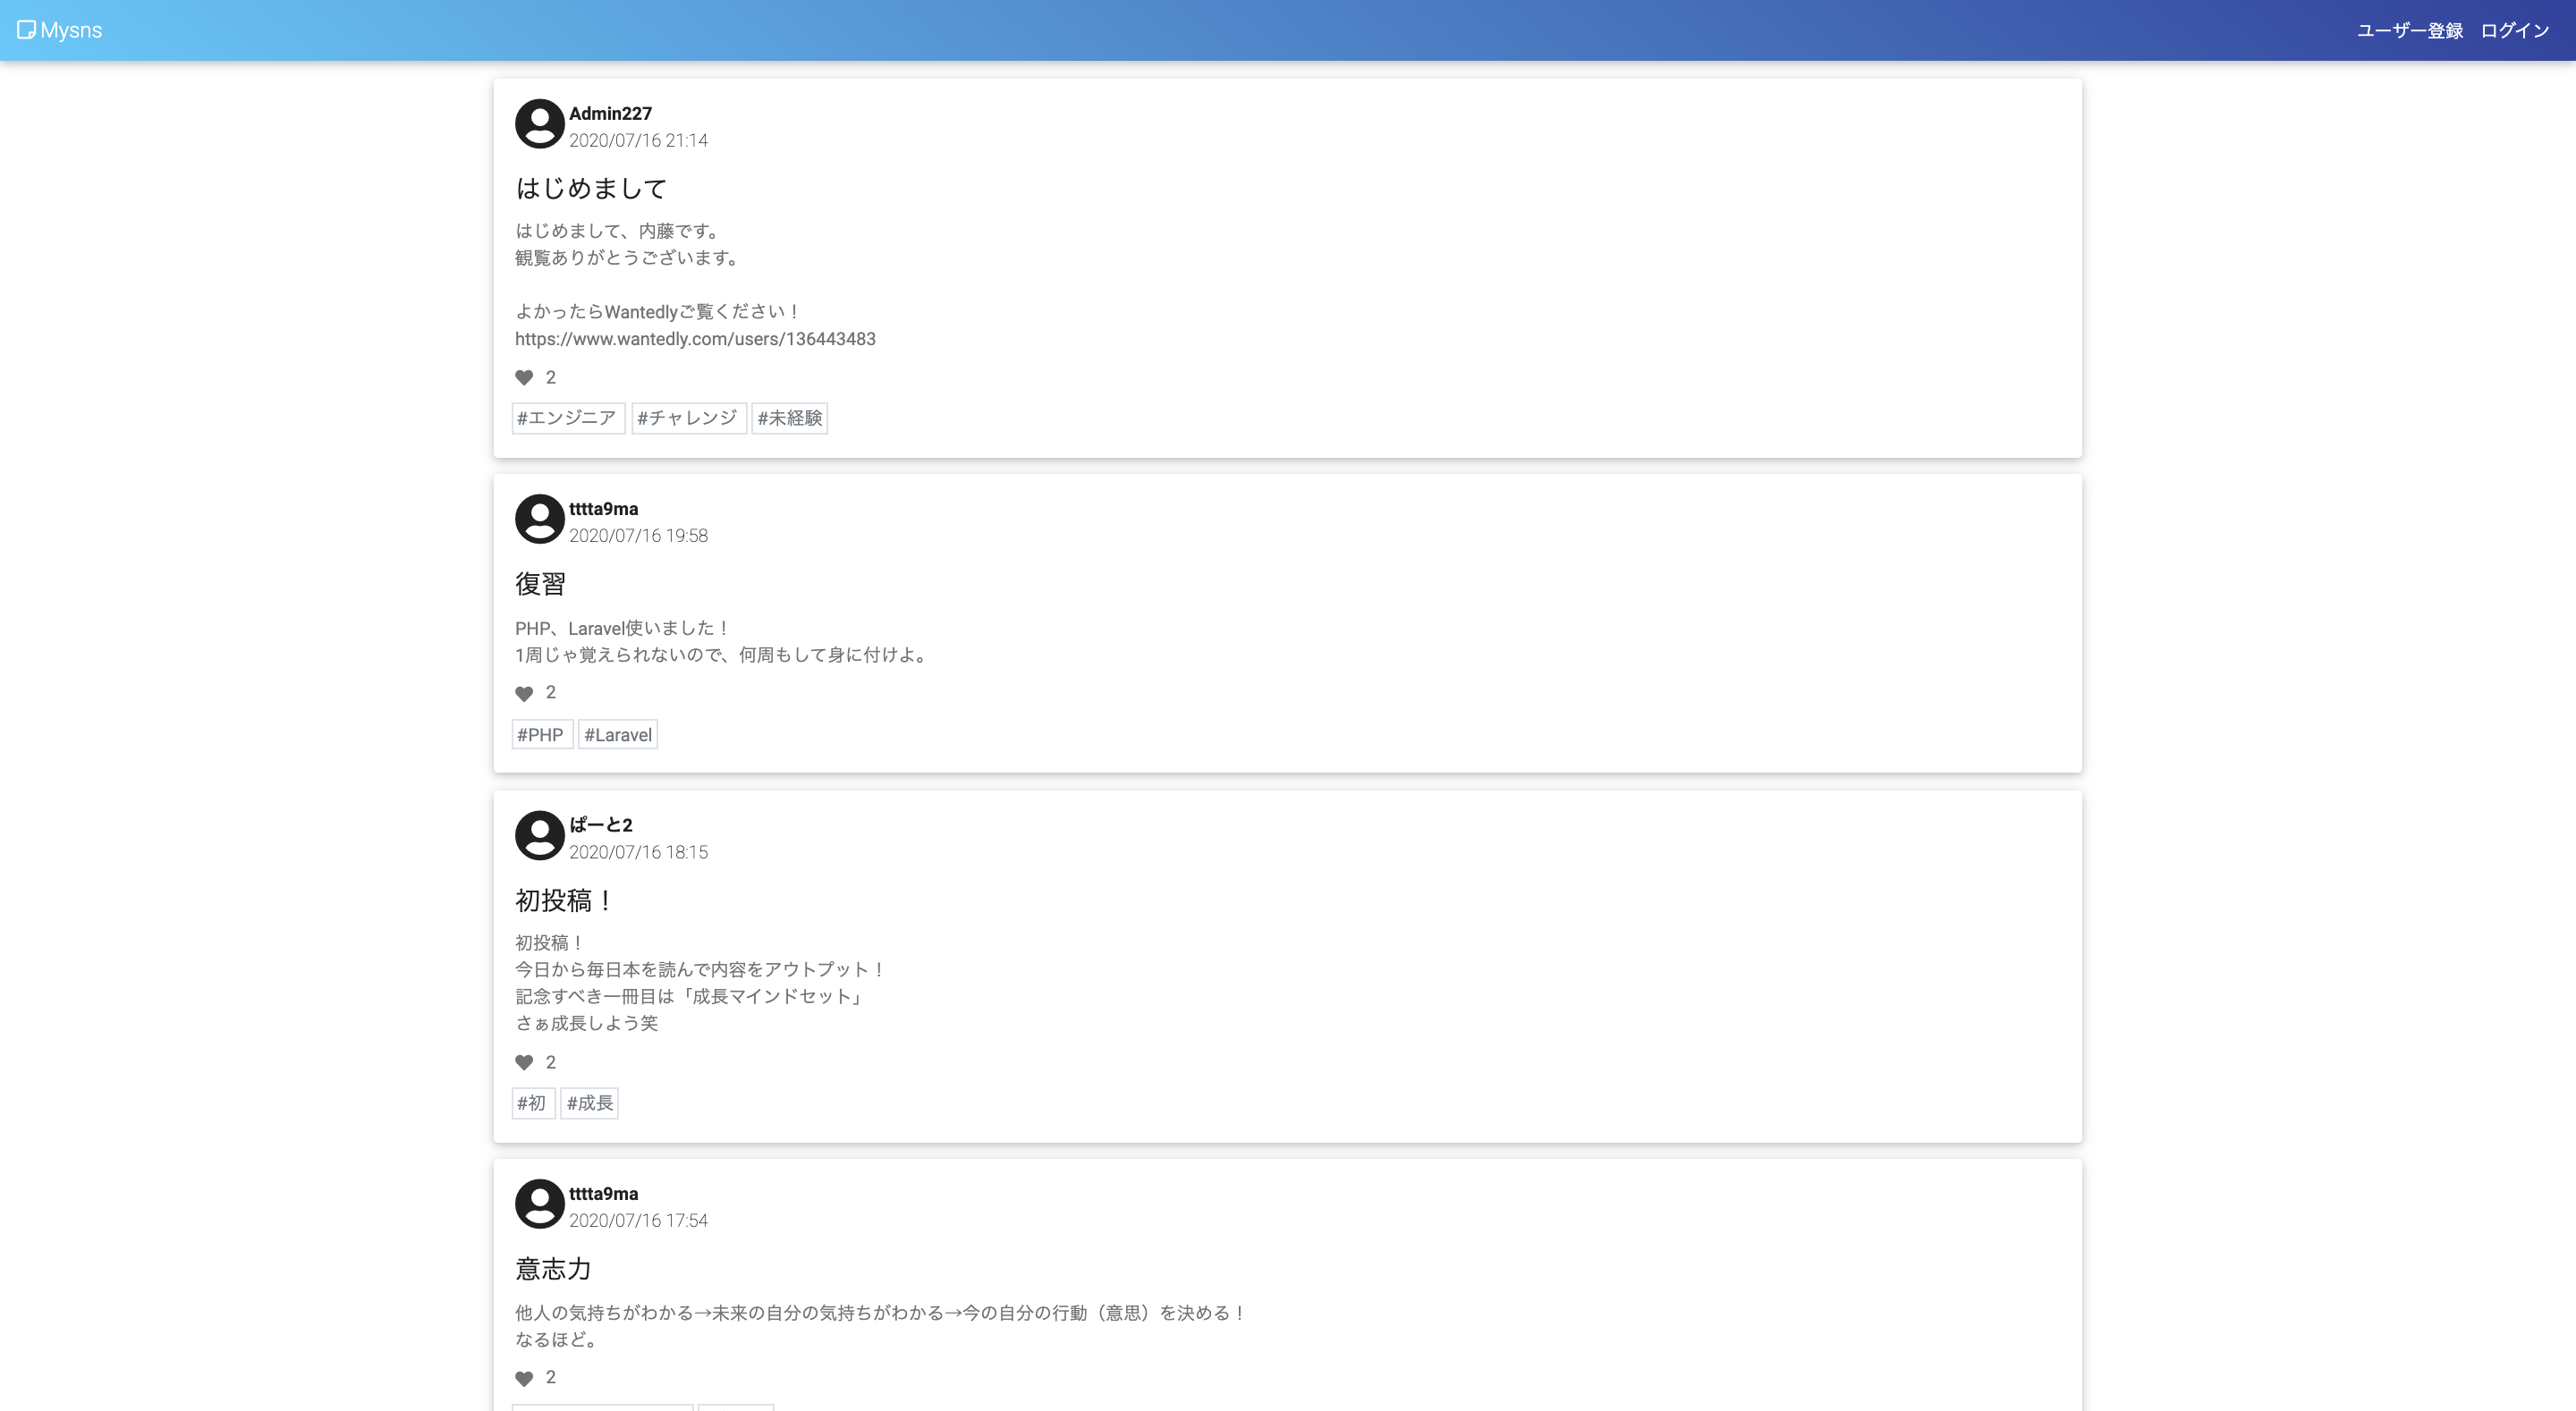 Mysns
ユーザー登録 ログイン
Admin227
2020/07/16 21:14
はじめまして
はじめまして、内藤です。
観覧ありがとうございます。
よかったらWantedlyご覧ください！
https://www.wantedly.com/users/136443483
2
#エンジニア #チャレンジ #未経験
tttta9ma
2020/07/16 19:58
復習
PHP、Laravel使いました！
1周じゃ覚えられないので、何周もして身に付けよ。
2
#PHP #Laravel
ぱーと2
2020/07/16 18:15
初投稿！
初投稿！
今日から毎日本を読んで内容をアウトプット！
記念すべき一冊目は「成長マインドセット」
さぁ成長しよう笑
2
#初 #成長
tttta9ma
2020/07/16 17:54
意志力
他人の気持ちがわかる→未来の自分の気持ちがわかる→今の自分の行動（意思）を決める！
なるほど。
2